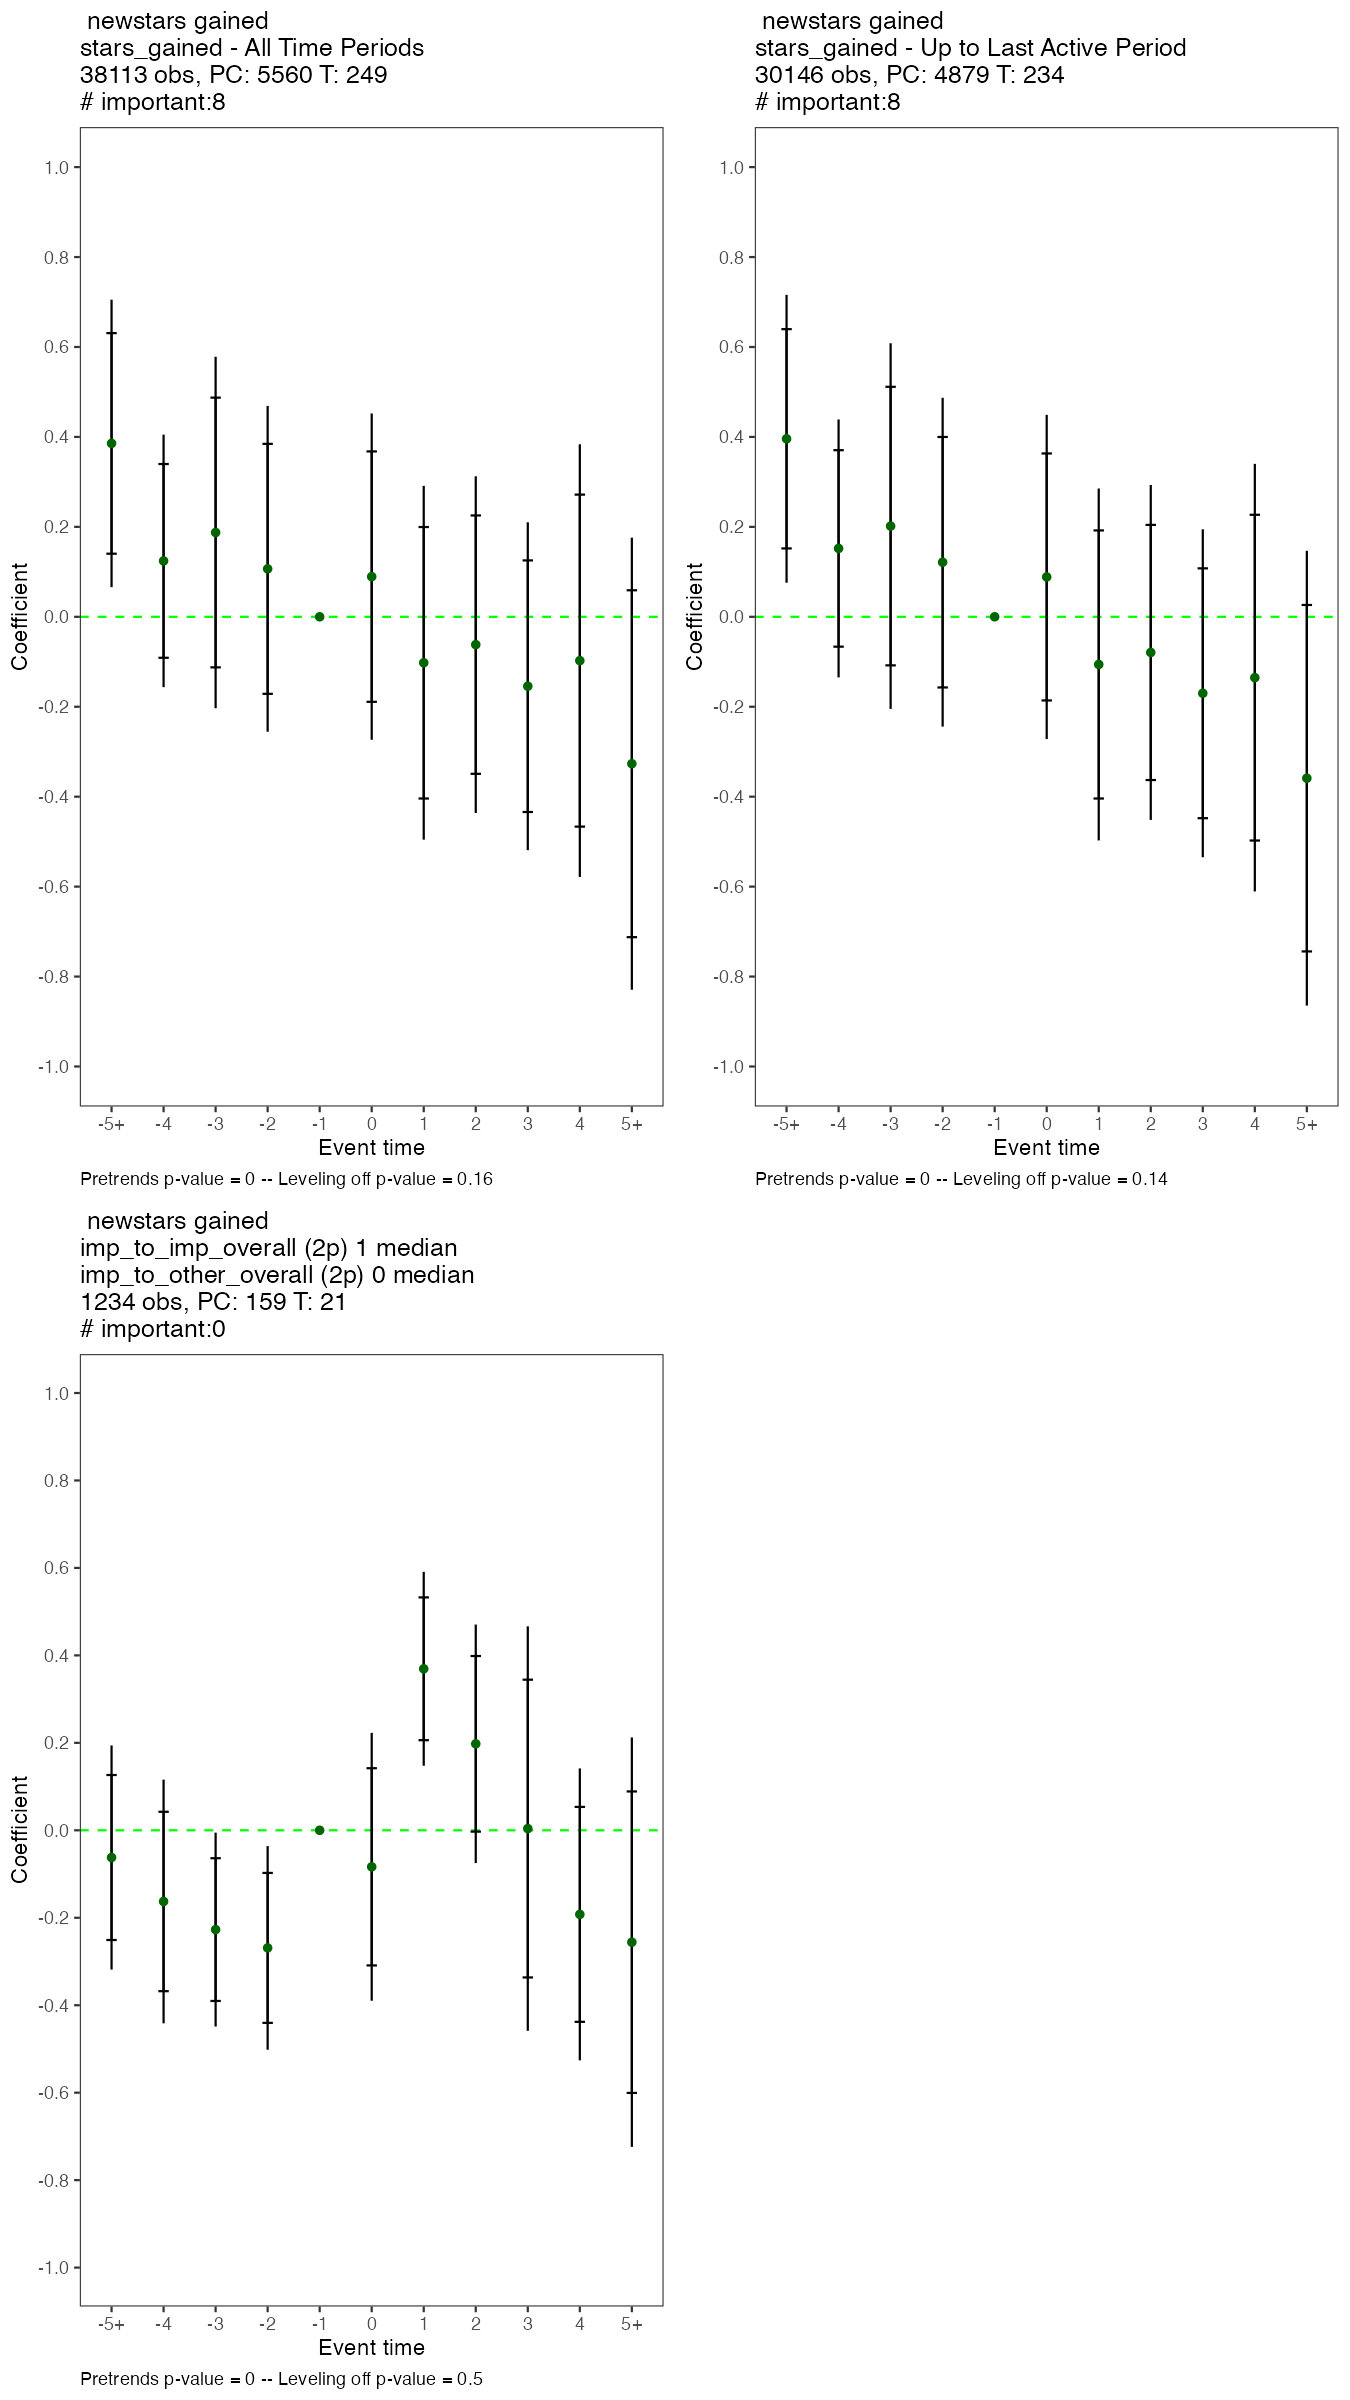 newstars gained
stars_gained - All Time Periods
38113 obs, PC: 5560 T: 249
# important:8
1.0
0.8
0.6
0.4
0.2
0.0
-0.2
-0.4
-0.6
-0.8
-1.0
Coefficient
-5+ -4 -3 -2 -1 0 1 2 3 4 5+
Event time
Pretrends p-value = 0 -- Leveling off p-value = 0.16
newstars gained
stars_gained - Up to Last Active Period
30146 obs, PC: 4879 T: 234
# important:8
1.0
0.8
0.6
0.4
0.2
0.0
-0.2
-0.4
-0.6
-0.8
-1.0
Coefficient
-5+ -4 -3 -2 -1 0 1 2 3 4 5+
Event time
Pretrends p-value = 0 -- Leveling off p-value = 0.14
newstars gained
imp_to_imp_overall (2p) 1 median
imp_to_other_overall (2p) 0 median
1234 obs, PC: 159 T: 21
# important:0
1.0
0.8
0.6
0.4
0.2
0.0
-0.2
-0.4
-0.6
-0.8
-1.0
Coefficient
-5+ -4 -3 -2 -1 0 1 2 3 4 5+
Event time
Pretrends p-value = 0 -- Leveling off p-value = 0.5